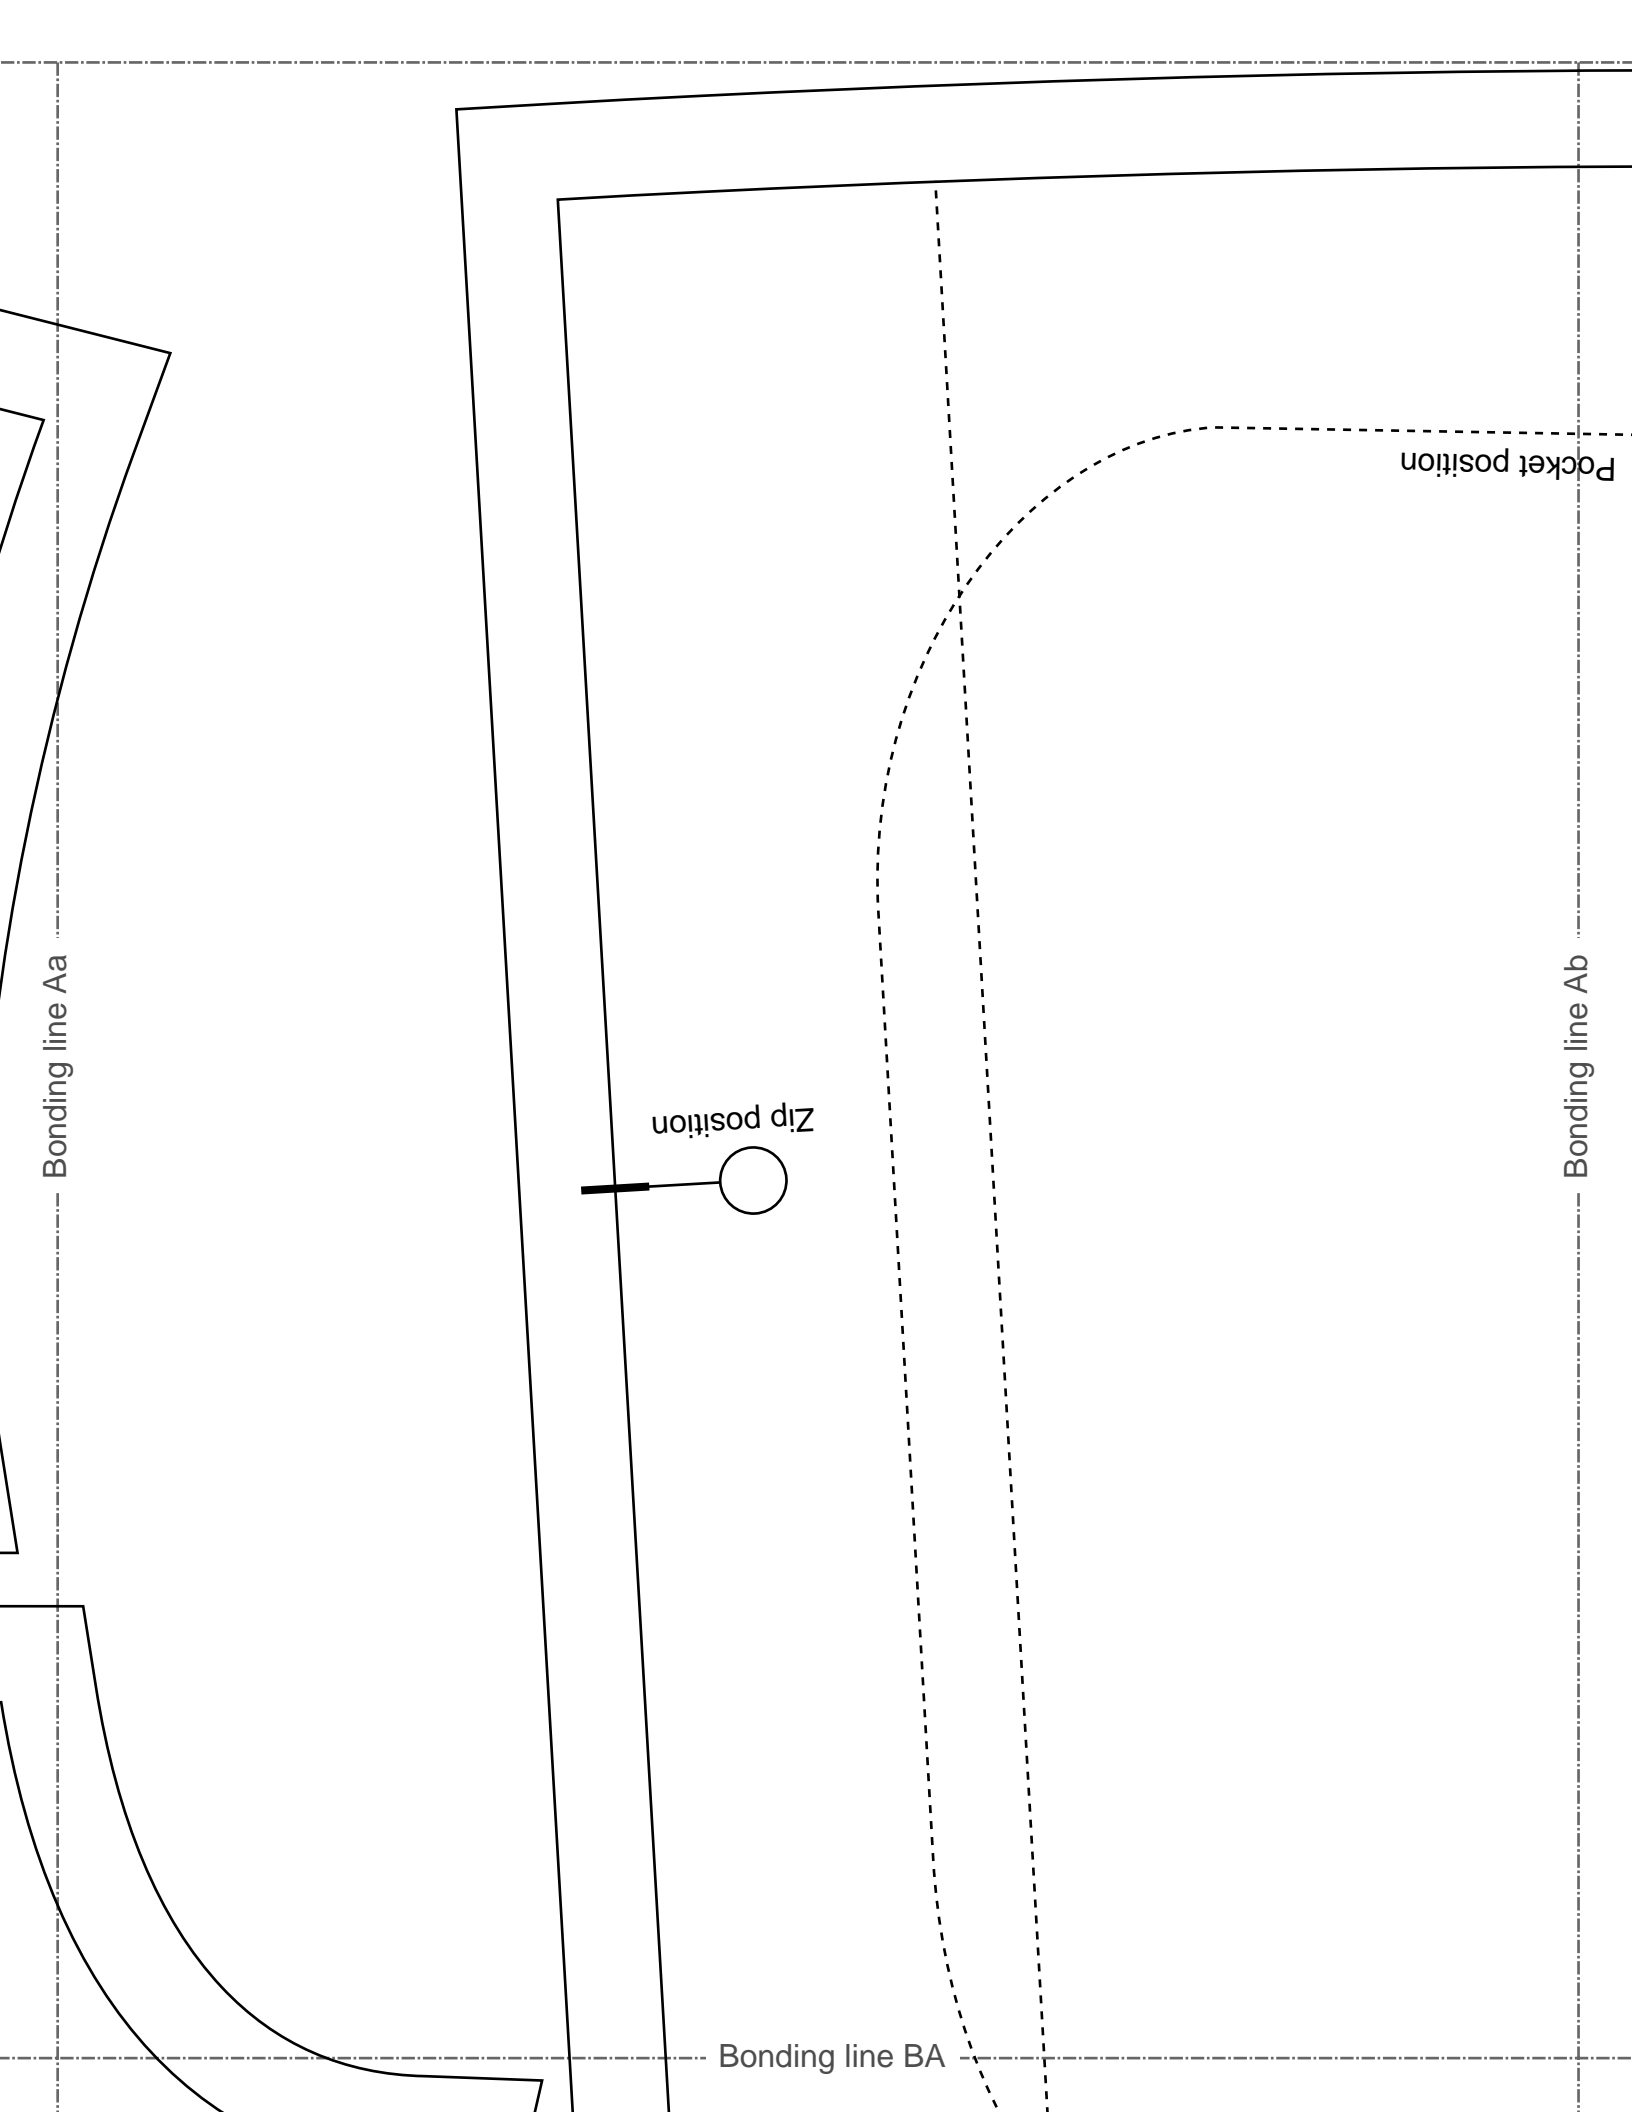 Pocket position
Bonding line Aa
Bonding line Ab
Zip position
Bonding line BA